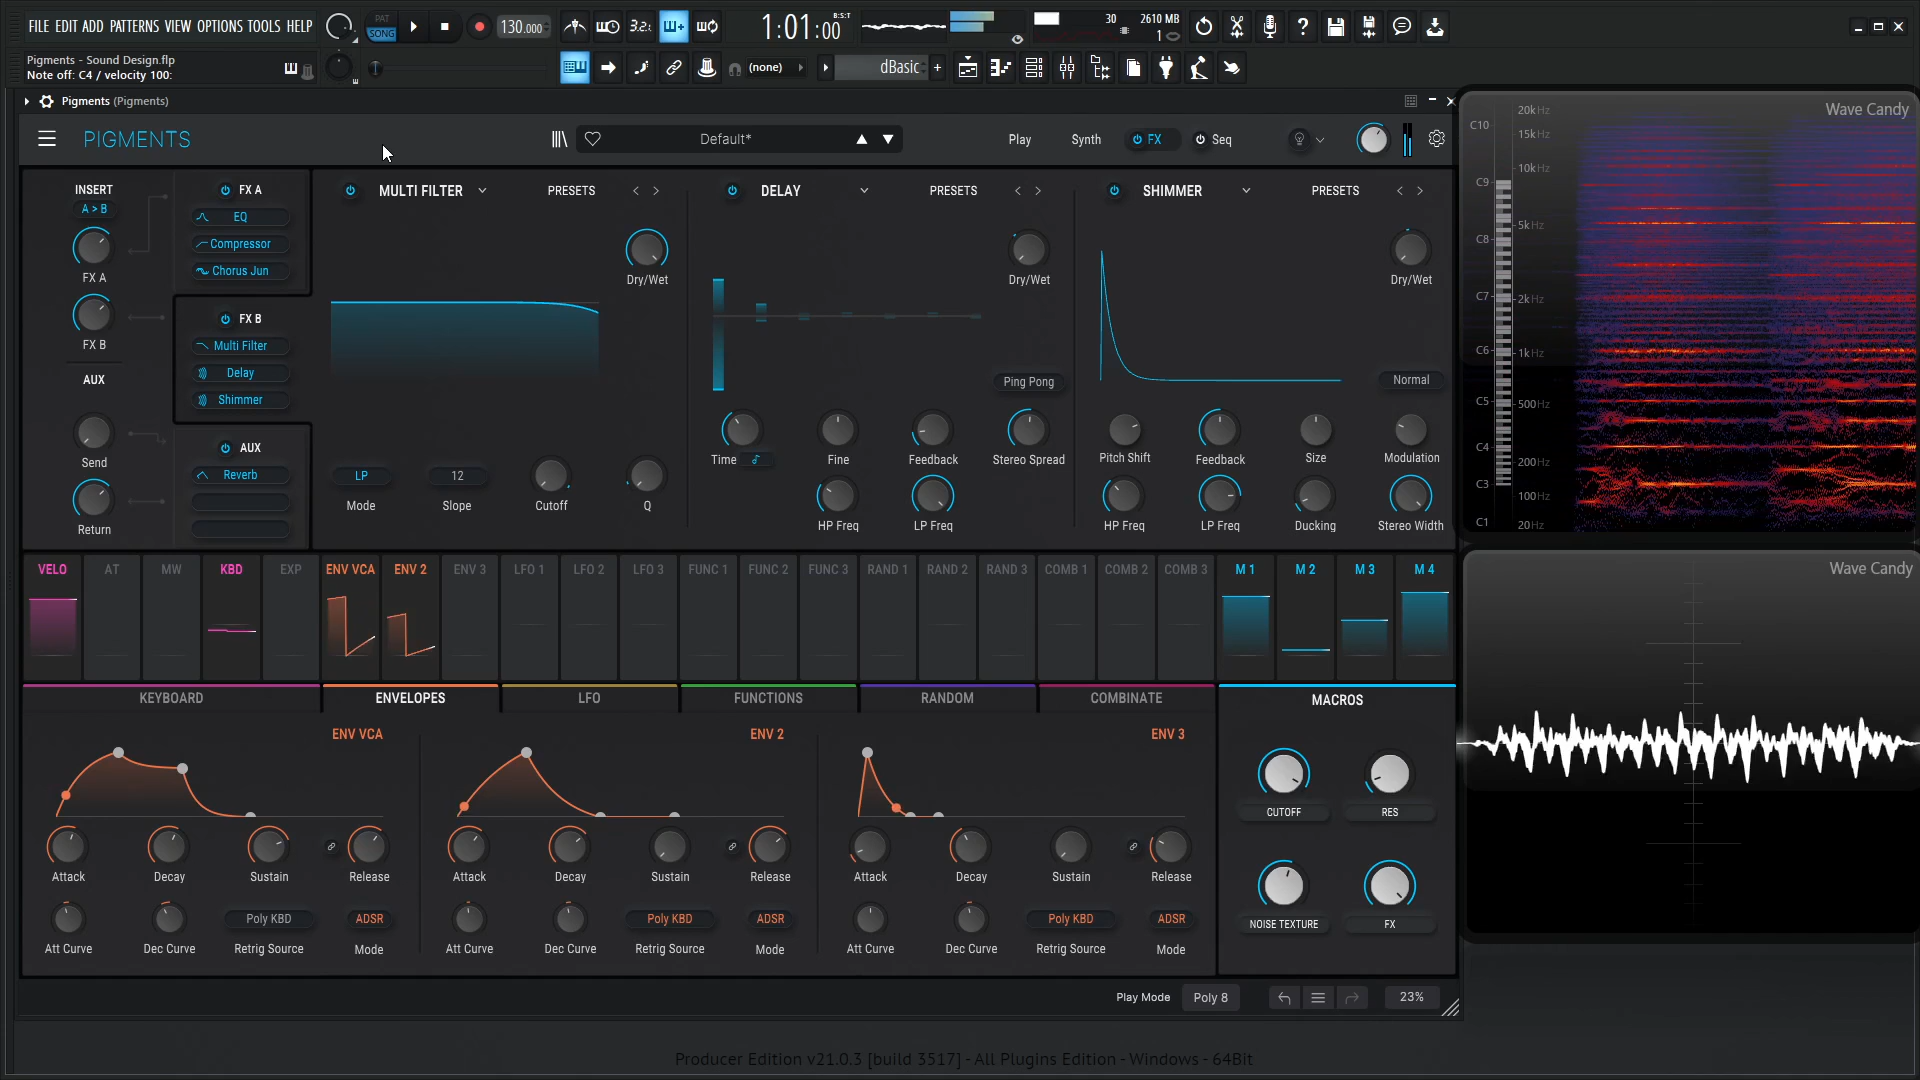 FILE EDIT ADD PATTERNS VIEW OPTIONS TOOLS HELP
PAT
SONG
130.000
3.2.:
1:01:00
B:S:T
30
2610 MB
1
Pigments - Sound Design.flp
Note off: C4 / velocity 100:
(none)
dBasic
Pigments (Pigments)
PIGMENTS
Default*
Play
Synth
FX
Seq
INSERT
A > B
FX A
FX B
AUX
Send
Return
FX A
EQ
Compressor
Chorus Jun
FX B
Multi Filter
Delay
Shimmer
AUX
Reverb
MULTI FILTER
PRESETS
Dry/Wet
LP
12
Mode
Slope
Cutoff
Q
DELAY
PRESETS
Dry/Wet
Ping Pong
Time
Fine
Feedback
Stereo Spread
HP Freq
LP Freq
SHIMMER
PRESETS
Dry/Wet
Normal
Pitch Shift
Feedback
Size
Modulation
HP Freq
LP Freq
Ducking
Stereo Width
VELO
AT
MW
KBD
EXP
ENV VCA
ENV 2
ENV 3
LFO 1
LFO 2
LFO 3
FUNC 1
FUNC 2
FUNC 3
RAND 1
RAND 2
RAND 3
COMB 1
COMB 2
COMB 3
M 1
M 2
M 3
M 4
KEYBOARD
ENVELOPES
LFO
FUNCTIONS
RANDOM
COMBINATE
MACROS
ENV VCA
Attack
Decay
Sustain
Release
Poly KBD
ADSR
Att Curve
Dec Curve
Retrig Source
Mode
ENV 2
Attack
Decay
Sustain
Release
Poly KBD
ADSR
Att Curve
Dec Curve
Retrig Source
Mode
ENV 3
Attack
Decay
Sustain
Release
Poly KBD
ADSR
Att Curve
Dec Curve
Retrig Source
Mode
CUTOFF
RES
NOISE TEXTURE
FX
Play Mode
Poly 8
23%
Wave Candy
C10
C9
C8
C7
C6
C5
C4
C3
C1
20kHz
15kHz
10kHz
5kHz
2kHz
1kHz
500Hz
200Hz
100Hz
20Hz
Wave Candy
Producer Edition v21.0.3 [build 3517] - All Plugins Edition - Windows - 64Bit